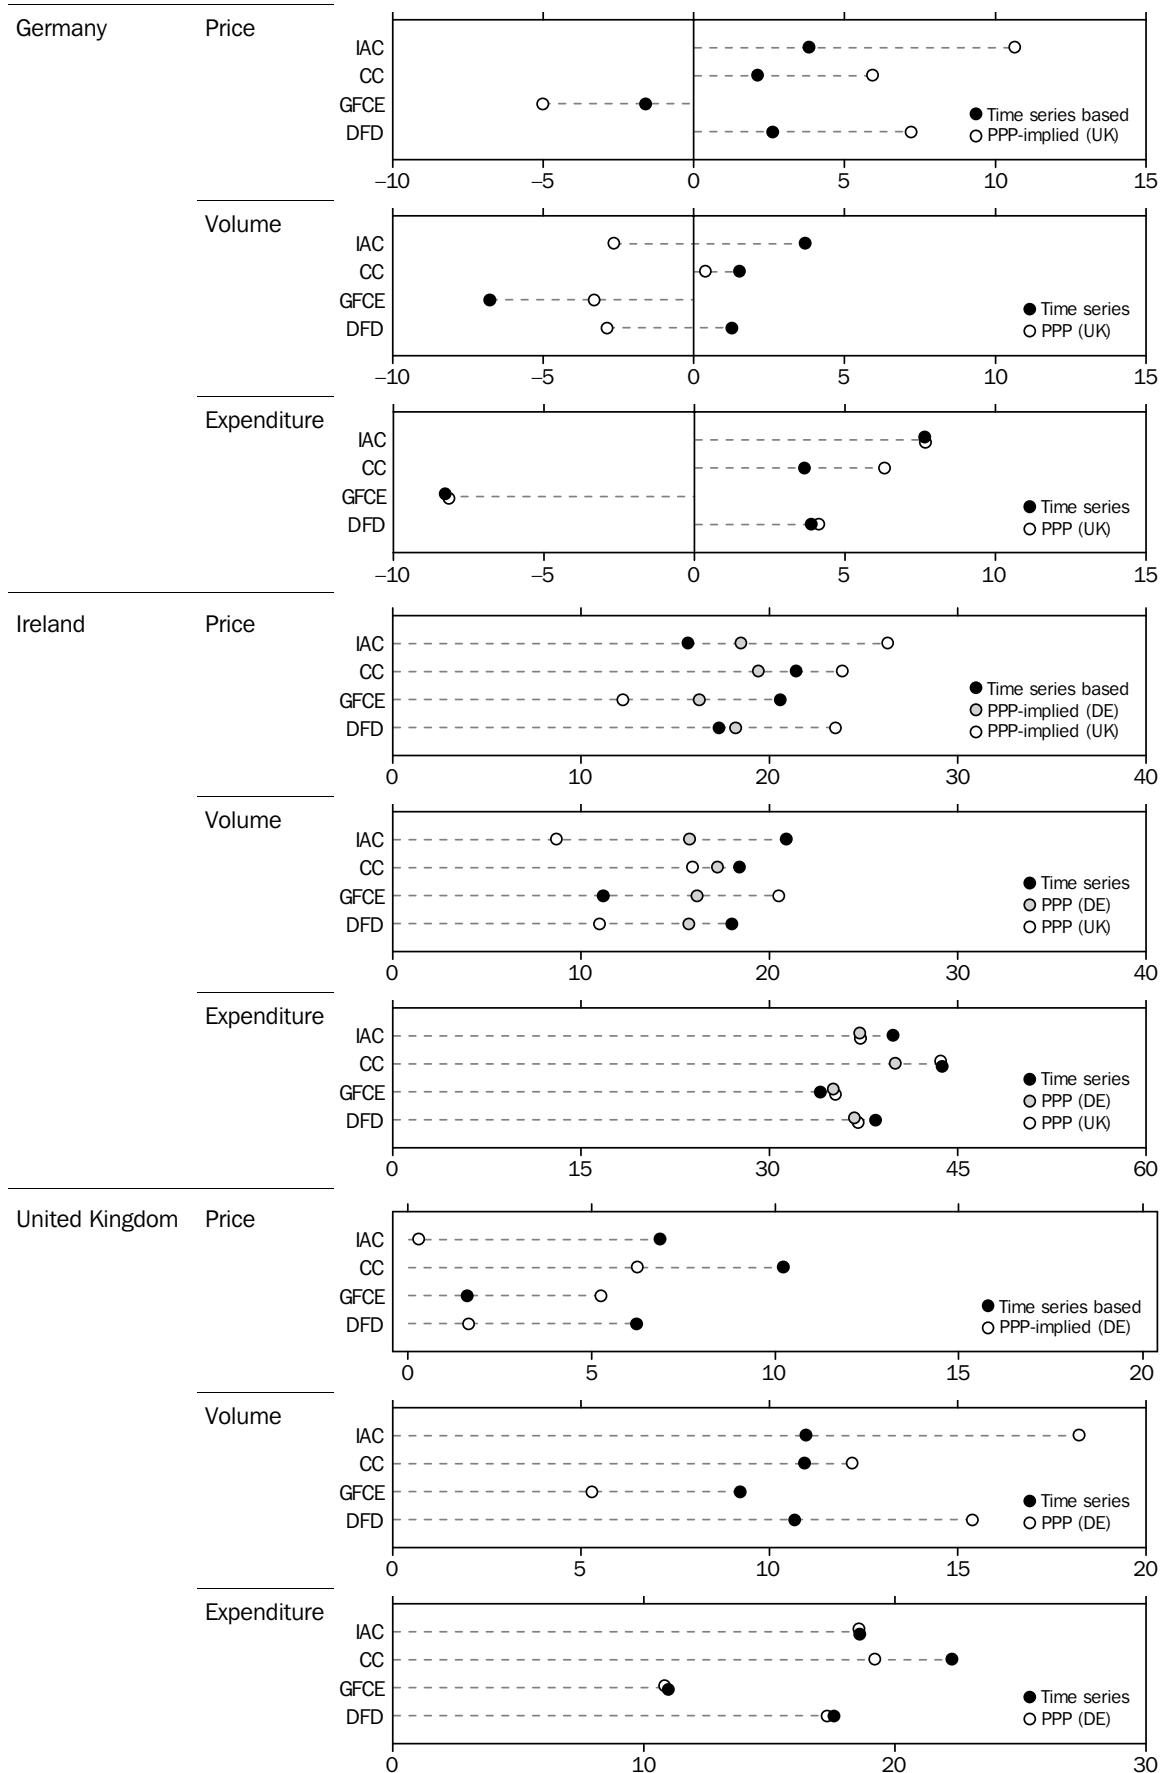 Germany Price
IAC
CC
GFCE
DFD
Time series based
PPP-implied (UK)
−10 −5 0 5 10 15
Volume
IAC
CC
GFCE
DFD
Time series
PPP (UK)
−10 −5 0 5 10 15
Expenditure
IAC
CC
GFCE
DFD
Time series
PPP (UK)
−10 −5 0 5 10 15
Ireland Price
IAC
CC
GFCE
DFD
Time series based
PPP-implied (DE)
PPP-implied (UK)
0 10 20 30 40
Volume
IAC
CC
GFCE
DFD
Time series
PPP (DE)
PPP (UK)
0 10 20 30 40
Expenditure
IAC
CC
GFCE
DFD
Time series
PPP (DE)
PPP (UK)
0 15 30 45 60
United Kingdom Price
IAC
CC
GFCE
DFD
Time series based
PPP-implied (DE)
0 5 10 15 20
Volume
IAC
CC
GFCE
DFD
Time series
PPP (DE)
0 5 10 15 20
Expenditure
IAC
CC
GFCE
DFD
Time series
PPP (DE)
0 10 20 30